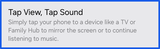 Tap View, Tap Sound
Simply tap your phone to a device like a TV or
Family Hub to mirror the screen or to continue
listening to music.